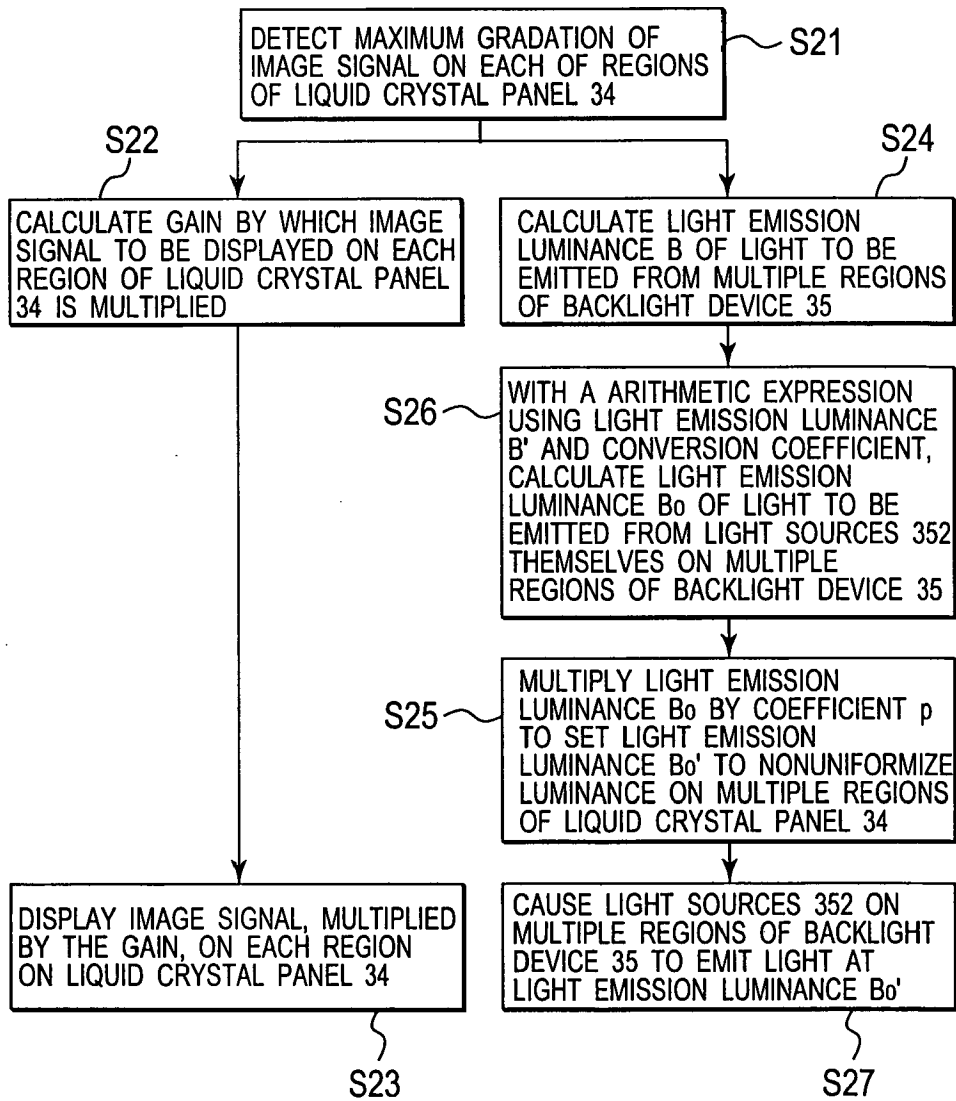 DETECT MAXIMUM GRADATION OF
IMAGE SIGNAL ON EACH OF REGIONS
OF LIQUID CRYSTAL PANEL 34
S21
S22
CALCULATE GAIN BY WHICH IMAGE
SIGNAL TO BE DISPLAYED ON EACH
REGION OF LIQUID CRYSTAL PANEL
34 IS MULTIPLIED
S24
CALCULATE LIGHT EMISSION
LUMINANCE B OF LIGHT TO BE
EMITTED FROM MULTIPLE REGIONS
OF BACKLIGHT DEVICE 35
S26
WITH A ARITHMETIC EXPRESSION
USING LIGHT EMISSION LUMINANCE
B' AND CONVERSION COEFFICIENT,
CALCULATE LIGHT EMISSION
LUMINANCE Bo OF LIGHT TO BE
EMITTED FROM LIGHT SOURCES 352
THEMSELVES ON MULTIPLE
REGIONS OF BACKLIGHT DEVICE 35
S25
MULTIPLY LIGHT EMISSION
LUMINANCE Bo BY COEFFICIENT p
TO SET LIGHT EMISSION
LUMINANCE Bo' TO NONUNIFORMIZE
LUMINANCE ON MULTIPLE REGIONS
OF LIQUID CRYSTAL PANEL 34
DISPLAY IMAGE SIGNAL, MULTIPLIED
BY THE GAIN, ON EACH REGION
ON LIQUID CRYSTAL PANEL 34
S23
CAUSE LIGHT SOURCES 352 ON
MULTIPLE REGIONS OF BACKLIGHT
DEVICE 35 TO EMIT LIGHT AT
LIGHT EMISSION LUMINANCE Bo'
S27